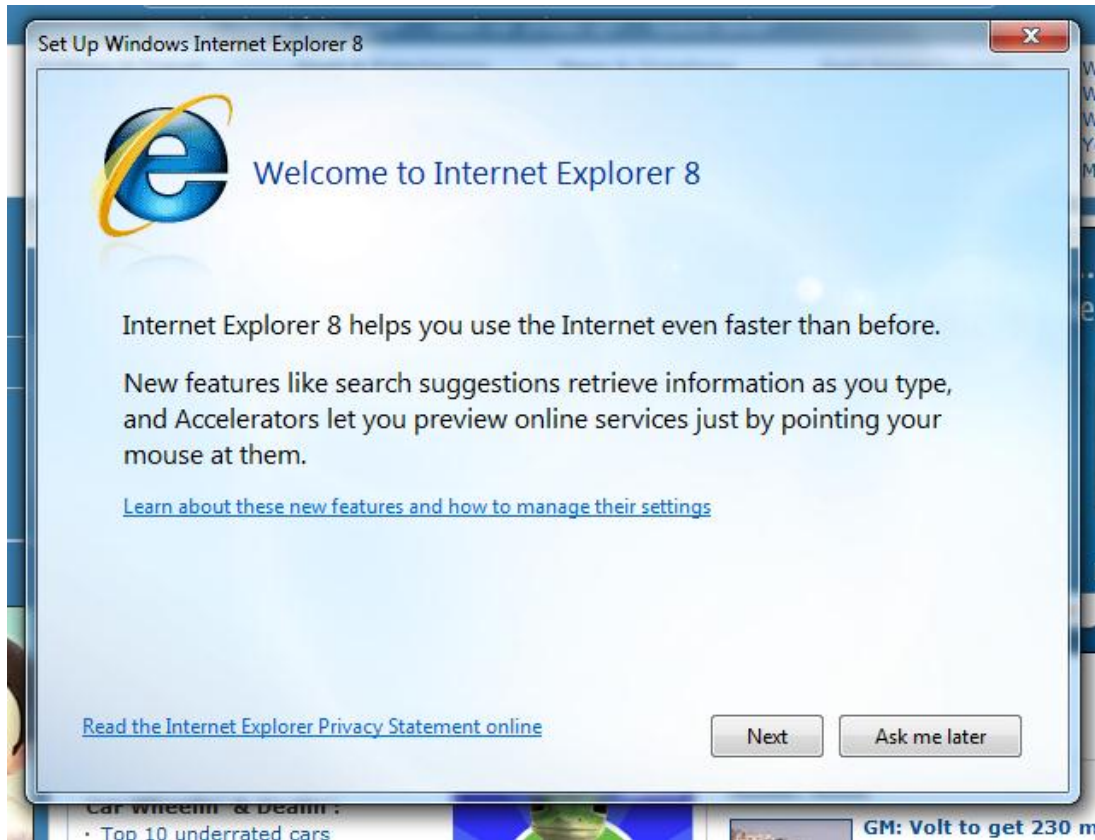 Set Up Windows Internet Explorer 8
Welcome to Internet Explorer 8
Internet Explorer 8 helps you use the Internet even faster than before.
New features like search suggestions retrieve information as you type,
and Accelerators let you preview online services just by pointing your
mouse at them.
Learn about these new features and how to manage their settings
Read the Internet Explorer Privacy Statement online
Next
Ask me later
· Top 10 underrated cars
GM: Volt to get 230 m